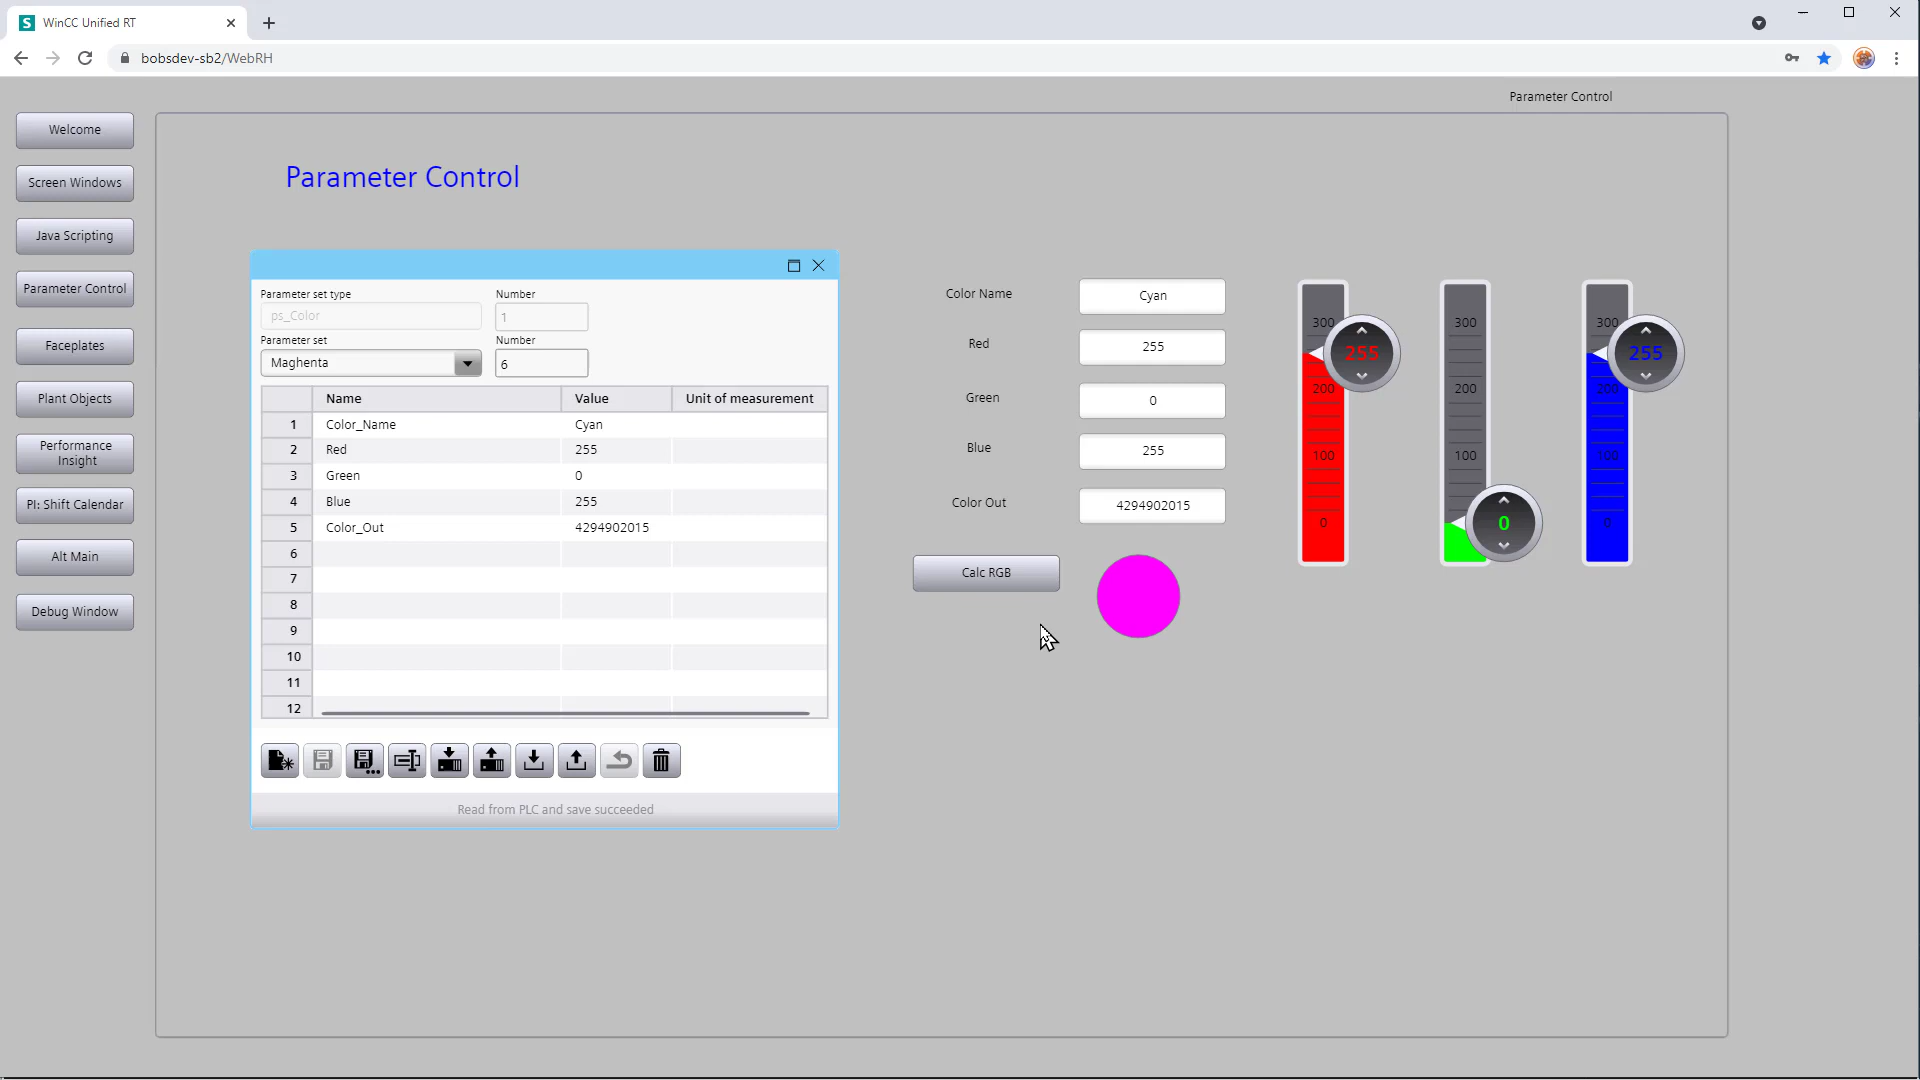 WinCC Unified RT
bobsdev-sb2/WebRH
Parameter Control
Welcome
Screen Windows
Java Scripting
Parameter Control
Faceplates
Plant Objects
Performance
Insight
PI: Shift Calendar
Alt Main
Debug Window
Parameter Control
Parameter set type
Number
ps_Color
1
Parameter set
Number
Maghenta
6
Name Value Unit of measurement
1 Color_Name Cyan
2 Red 255
3 Green 0
4 Blue 255
5 Color_Out 4294902015
6
7
8
9
10
11
12
Read from PLC and save succeeded
Color Name Cyan
Red 255
Green 0
Blue 255
Color Out 4294902015
Calc RGB
300
200
100
0
255
300
200
100
0
0
300
200
100
0
255